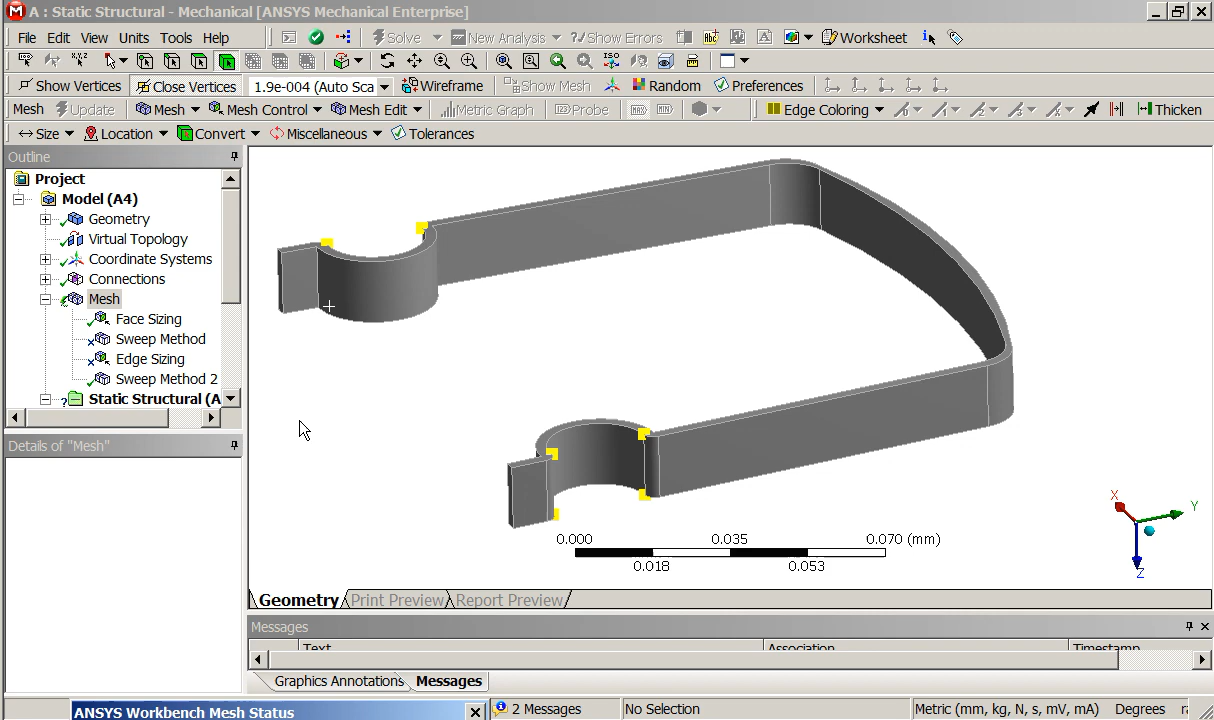 A : Static Structural - Mechanical [ANSYS Mechanical Enterprise]
File Edit View Units Tools Help Solve New Analysis ?/Show Errors Worksheet i
Show Vertices Close Vertices 1.9e-004 (Auto Sca Wireframe Show Mesh Random Preferences
Mesh Update Mesh Mesh Control Mesh Edit Metric Graph Probe MAX MIN Edge Coloring Thicken
Size Location Convert Miscellaneous Tolerances
Outline
Project
Model (A4)
Geometry
Virtual Topology
Coordinate Systems
Connections
Mesh
Face Sizing
Sweep Method
Edge Sizing
Sweep Method 2
Static Structural (A
Details of "Mesh"
0.000 0.035 0.070 (mm)
0.018 0.053
X
Y
Z
Geometry Print Preview Report Preview
Messages
Text Association Timestamp
Graphics Annotations Messages
ANSYS Workbench Mesh Status
2 Messages No Selection Metric (mm, kg, N, s, mV, mA) Degrees